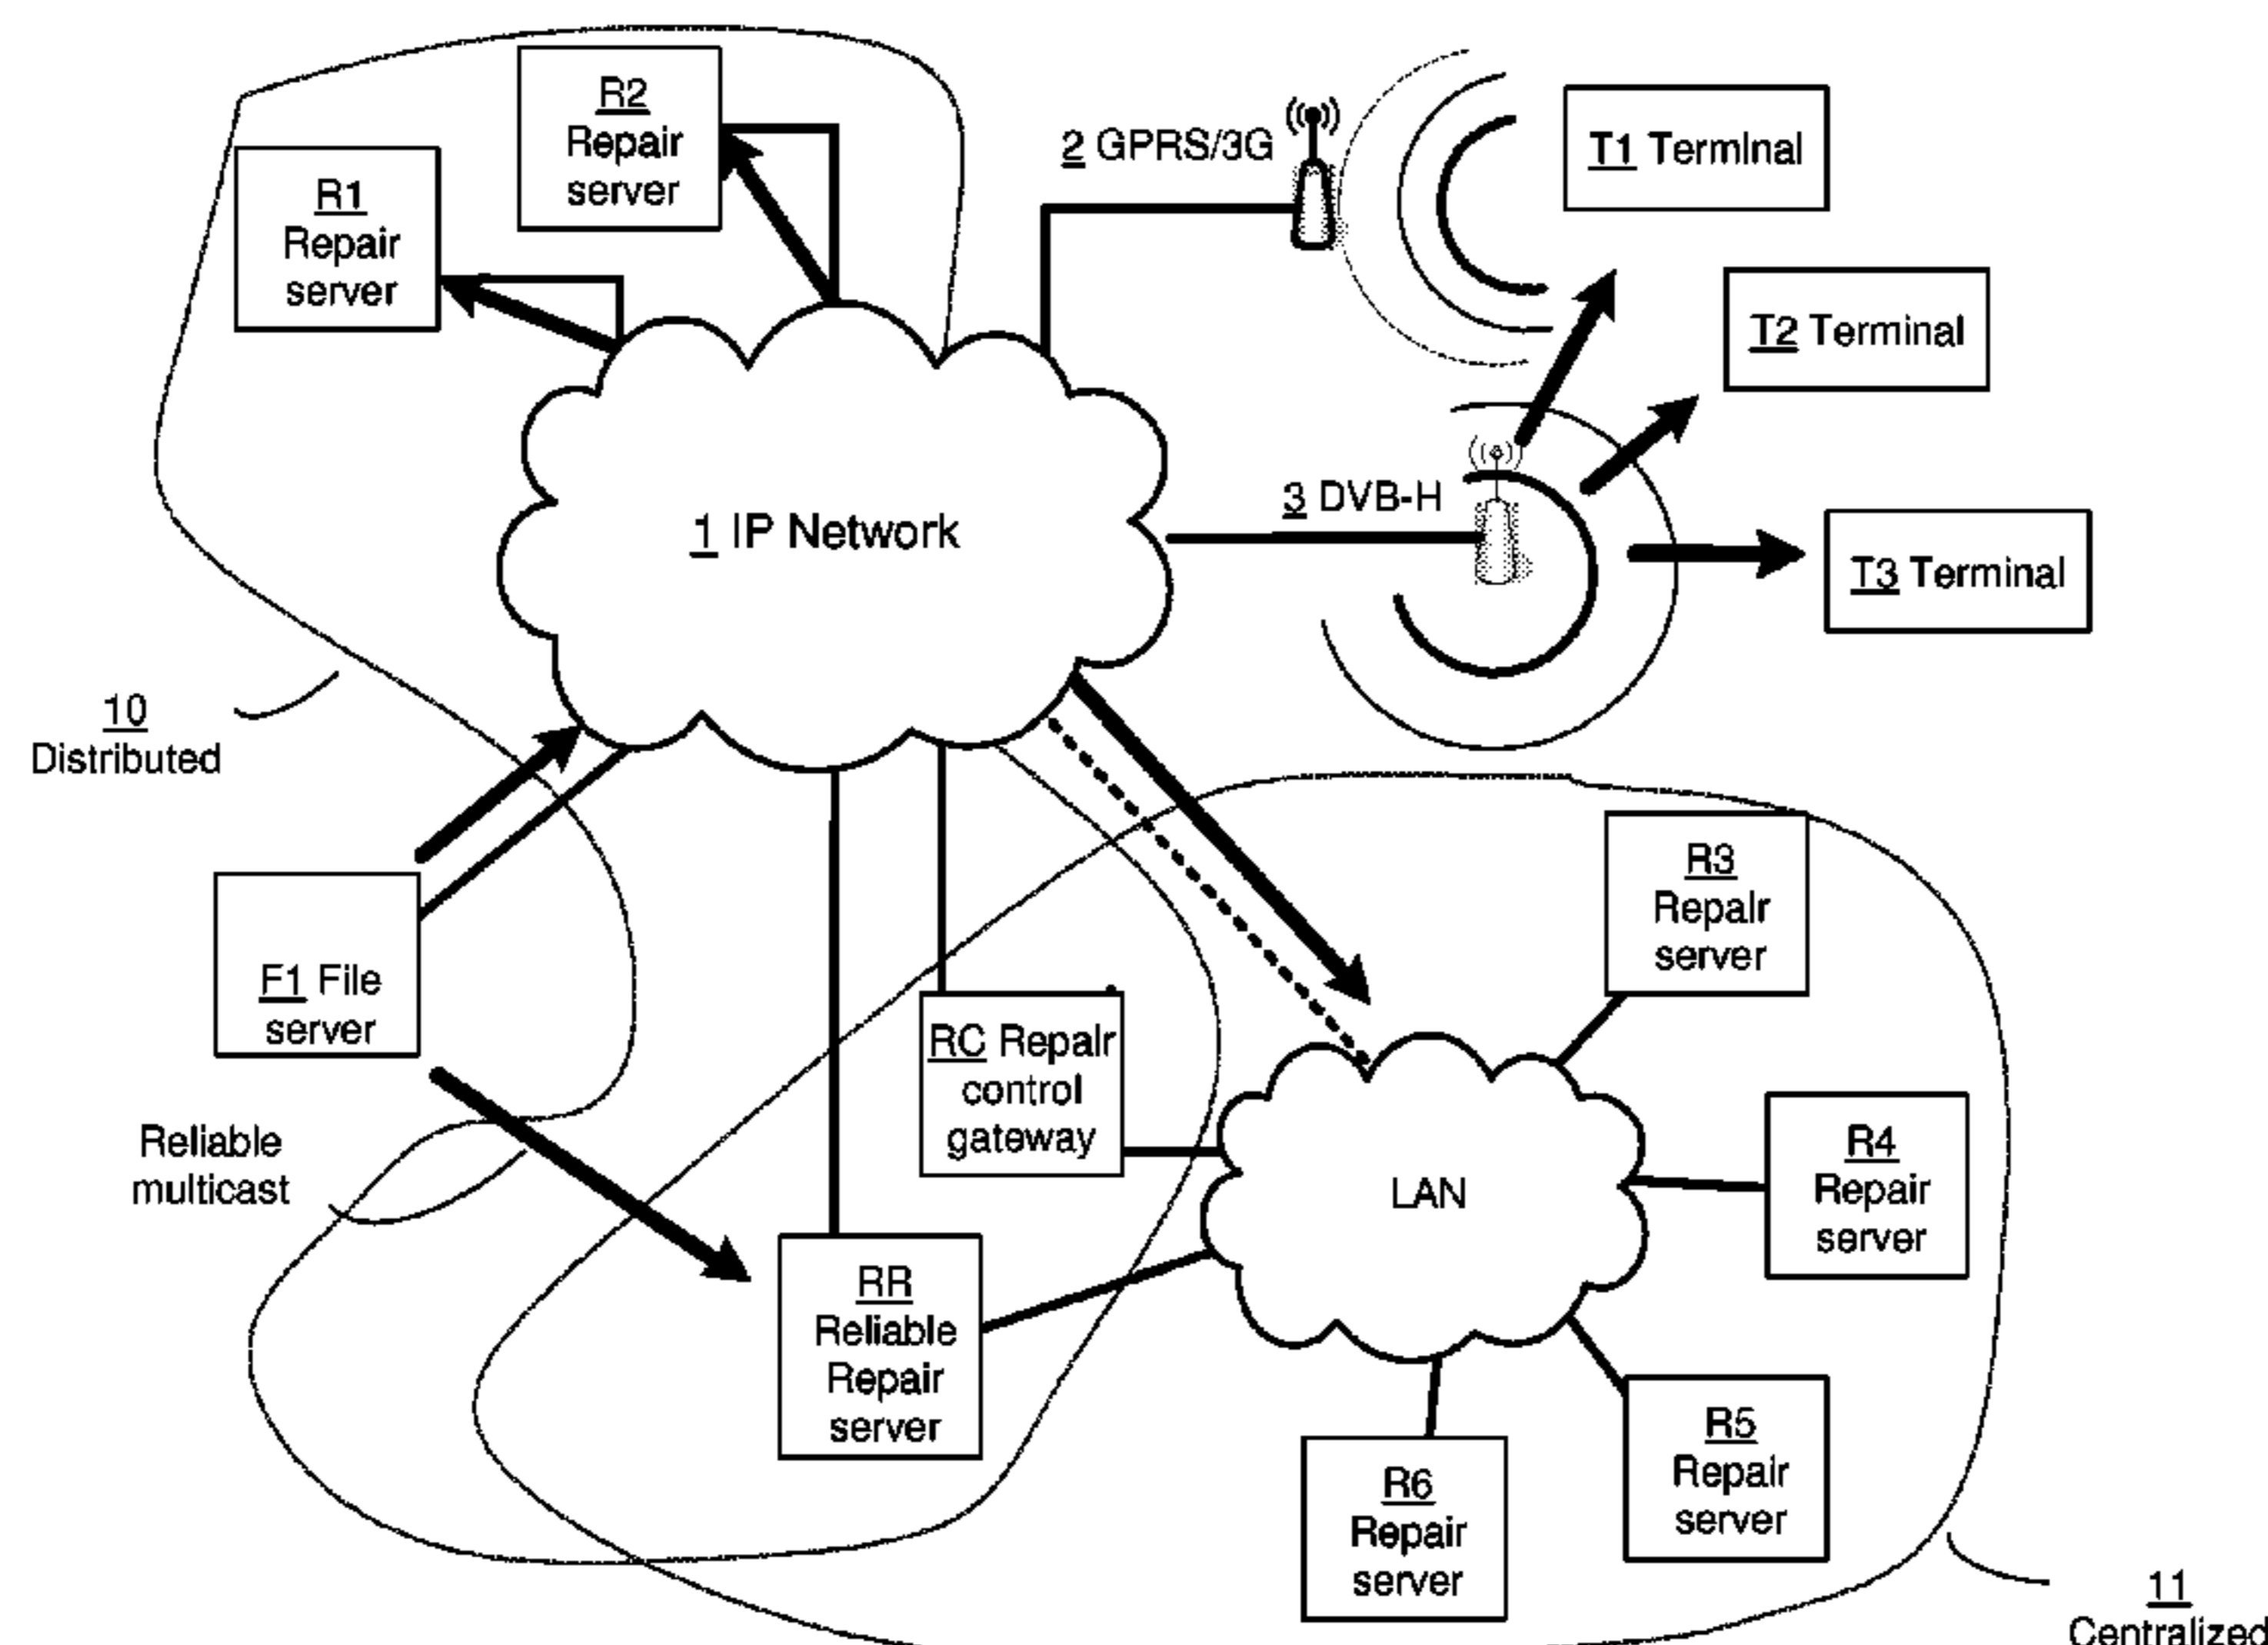 R2
Repair
server
R1
Repair
server
2 GPRS/3G
T1 Terminal
T2 Terminal
3 DVB-H
1 IP Network
T3 Terminal
10
Distributed
F1 File
server
R3
Repair
server
RC Repair
control
gateway
Reliable
multicast
LAN
R4
Repair
server
RR
Reliable
Repair
server
R5
Repair
server
R6
Repair
server
11
Centralized